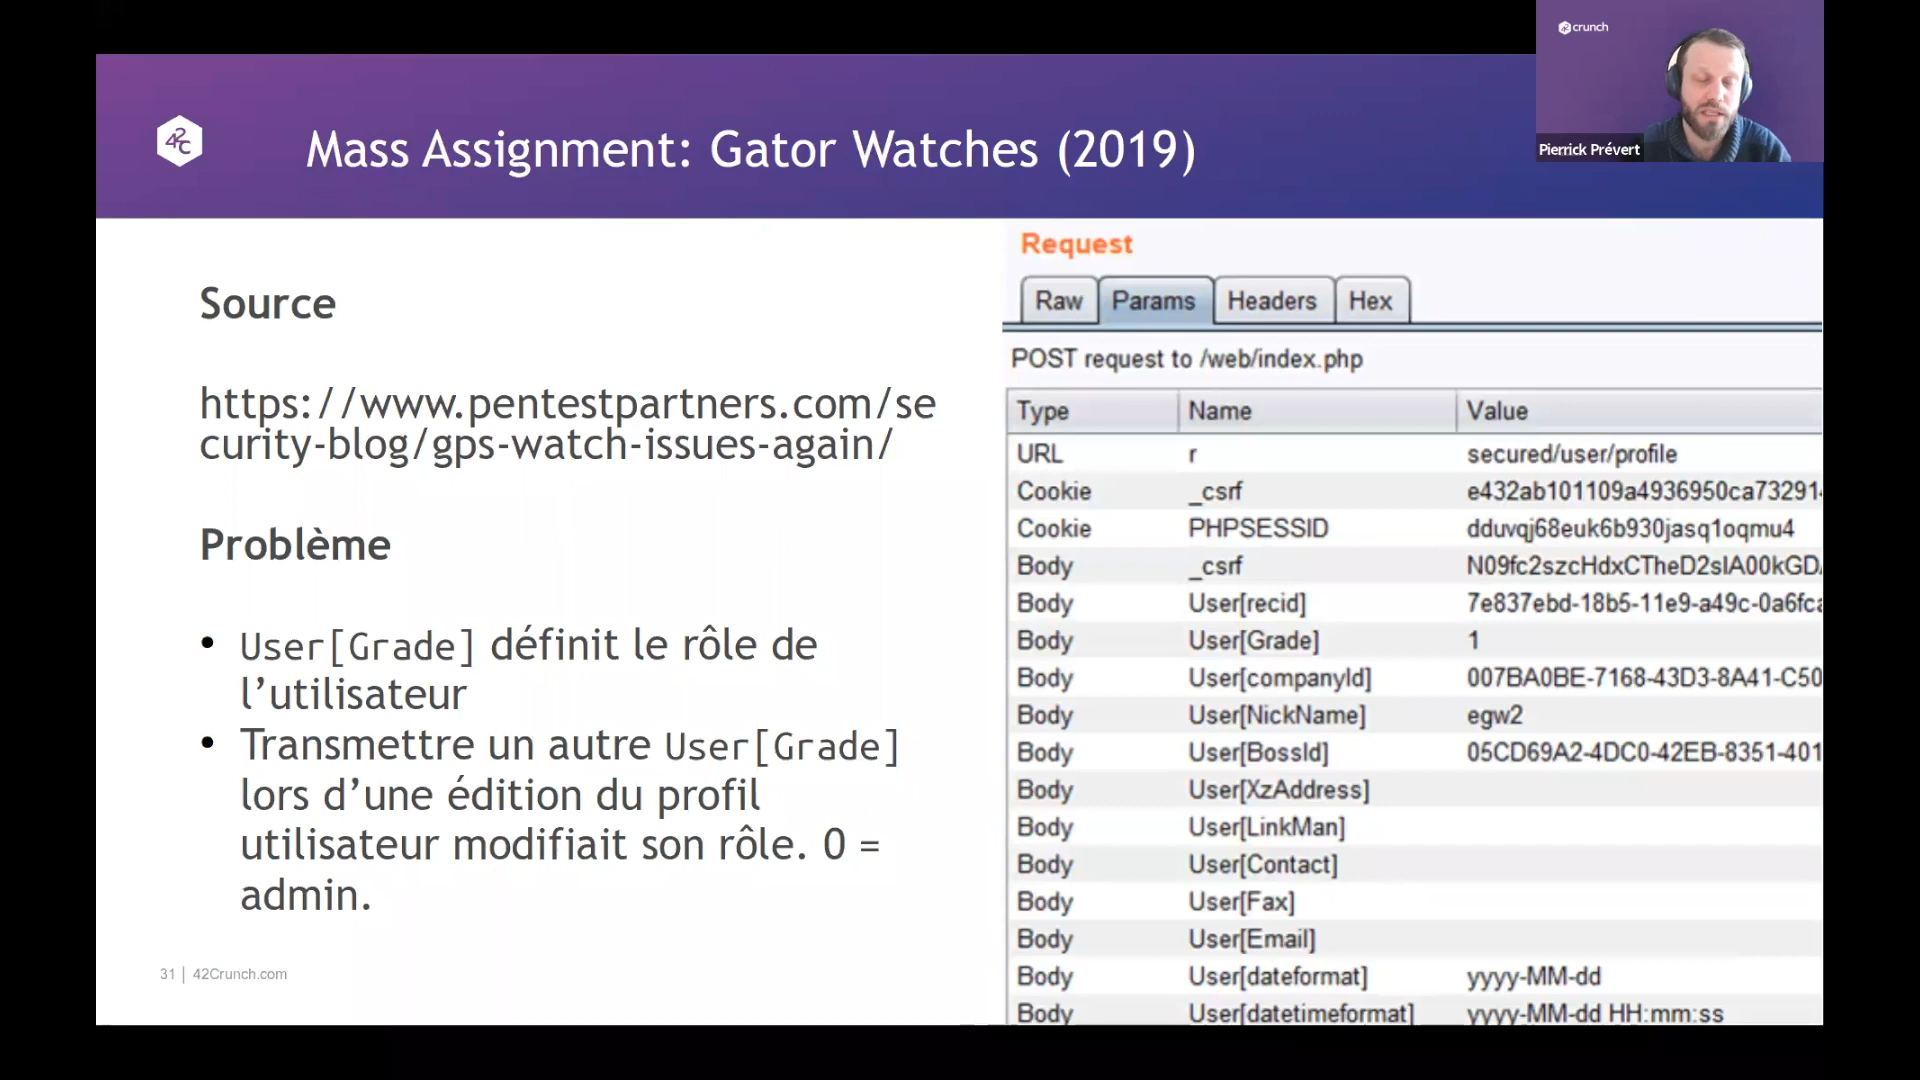 crunch
Pierrick Prévert
42C
Mass Assignment: Gator Watches (2019)
Source
https://www.pentestpartners.com/se
curity-blog/gps-watch-issues-again/
Problème
• User[Grade] définit le rôle de
l’utilisateur
• Transmettre un autre User[Grade]
lors d’une édition du profil
utilisateur modifiait son rôle. 0 =
admin.
31 | 42Crunch.com
Request
Raw Params Headers Hex
POST request to /web/index.php
Type Name Value
URL r secured/user/profile
Cookie _csrf e432ab101109a4936950ca73291
Cookie PHPSESSID dduvqj68euk6b930jasq1oqmu4
Body _csrf N09fc2szcHdxCTheD2slA00kGD
Body User[recid] 7e837ebd-18b5-11e9-a49c-0a6fca
Body User[Grade] 1
Body User[companyId] 007BA0BE-7168-43D3-8A41-C50
Body User[NickName] egw2
Body User[BossId] 05CD69A2-4DC0-42EB-8351-401
Body User[XzAddress]
Body User[LinkMan]
Body User[Contact]
Body User[Fax]
Body User[Email]
Body User[dateformat] yyyy-MM-dd
Body User[datetimeformat] yyyy-MM-dd HH:mm:ss